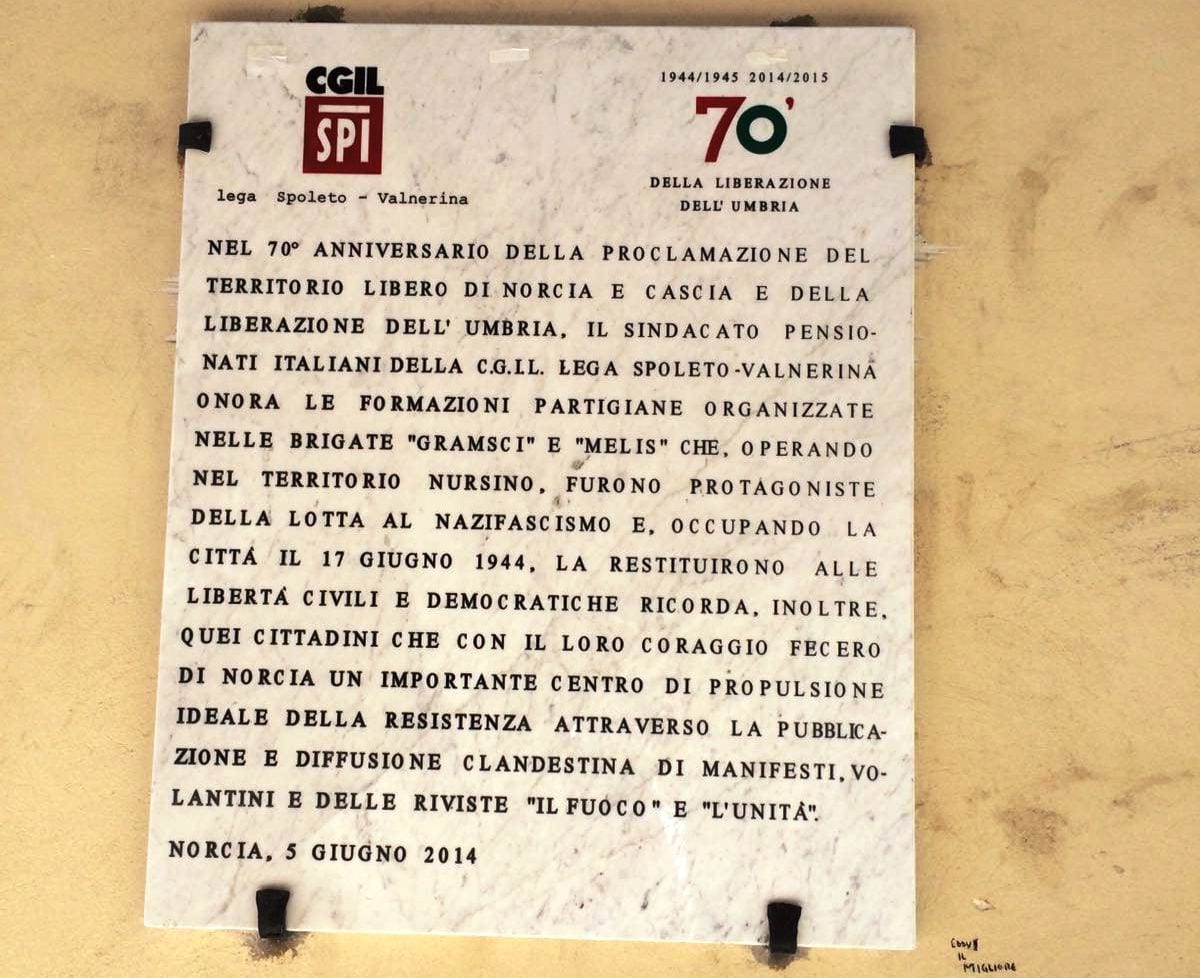 CGIL
SPI
lega Spoleto - Valnerina
1944/1945 2014/2015
70'
DELLA LIBERAZIONE
DELL' UMBRIA
NEL 70° ANNIVERSARIO DELLA PROCLAMAZIONE DEL
TERRITORIO LIBERO DI NORCIA E CASCIA E DELLA
LIBERAZIONE DELL' UMBRIA, IL SINDACATO PENSIO-
NATI ITALIANI DELLA C.G.I.L. LEGA SPOLETO-VALNERINA
ONORA LE FORMAZIONI PARTIGIANE ORGANIZZATE
NELLE BRIGATE "GRAMSCI" E "MELIS" CHE, OPERANDO
NEL TERRITORIO NURSINO, FURONO PROTAGONISTE
DELLA LOTTA AL NAZIFASCISMO E, OCCUPANDO LA
CITTÁ IL 17 GIUGNO 1944, LA RESTITUIRONO ALLE
LIBERTÁ CIVILI E DEMOCRATICHE RICORDA, INOLTRE,
QUEI CITTADINI CHE CON IL LORO CORAGGIO FECERO
DI NORCIA UN IMPORTANTE CENTRO DI PROPULSIONE
IDEALE DELLA RESISTENZA ATTRAVERSO LA PUBBLICA-
ZIONE E DIFFUSIONE CLANDESTINA DI MANIFESTI, VO-
LANTINI E DELLE RIVISTE "IL FUOCO" E "L'UNITÁ".
NORCIA, 5 GIUGNO 2014
IL
MIGLIORE